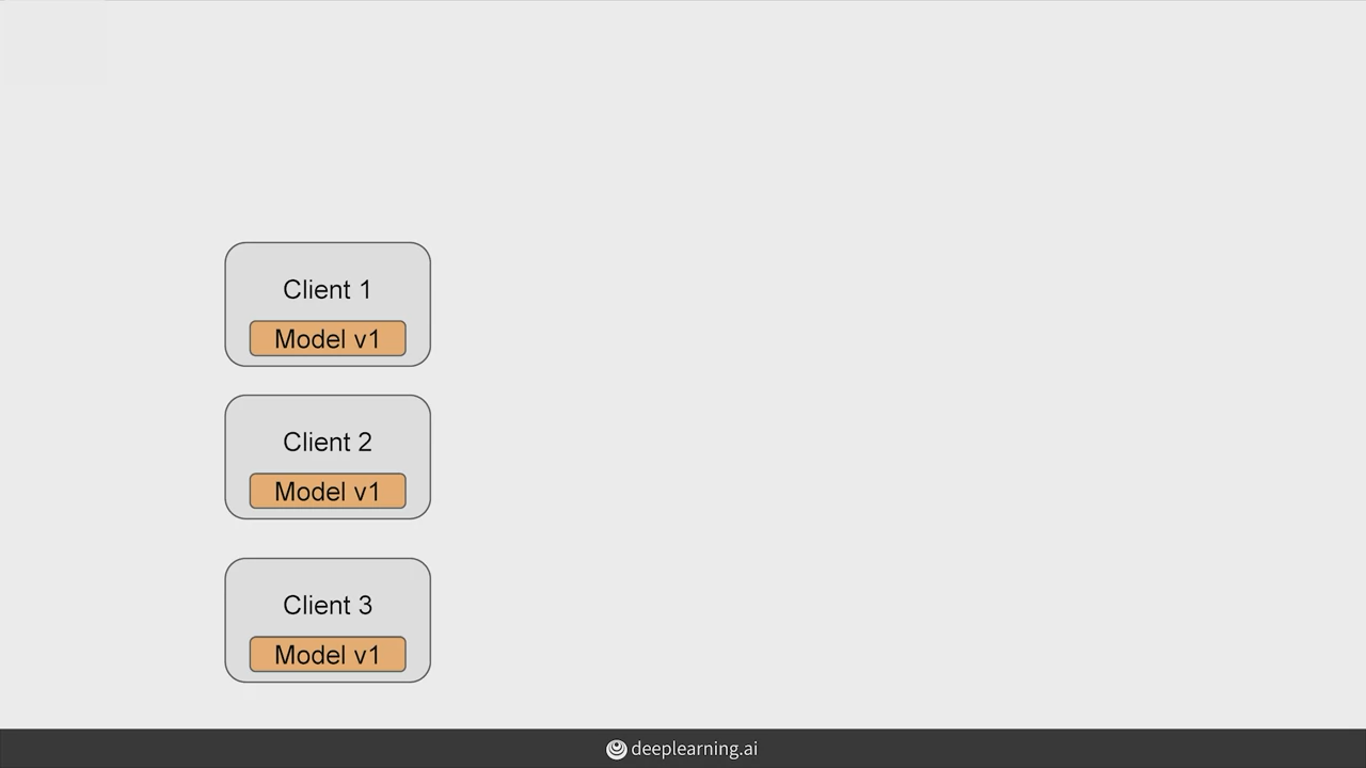 Client 1
Model v1
Client 2
Model v1
Client 3
Model v1
deeplearning.ai